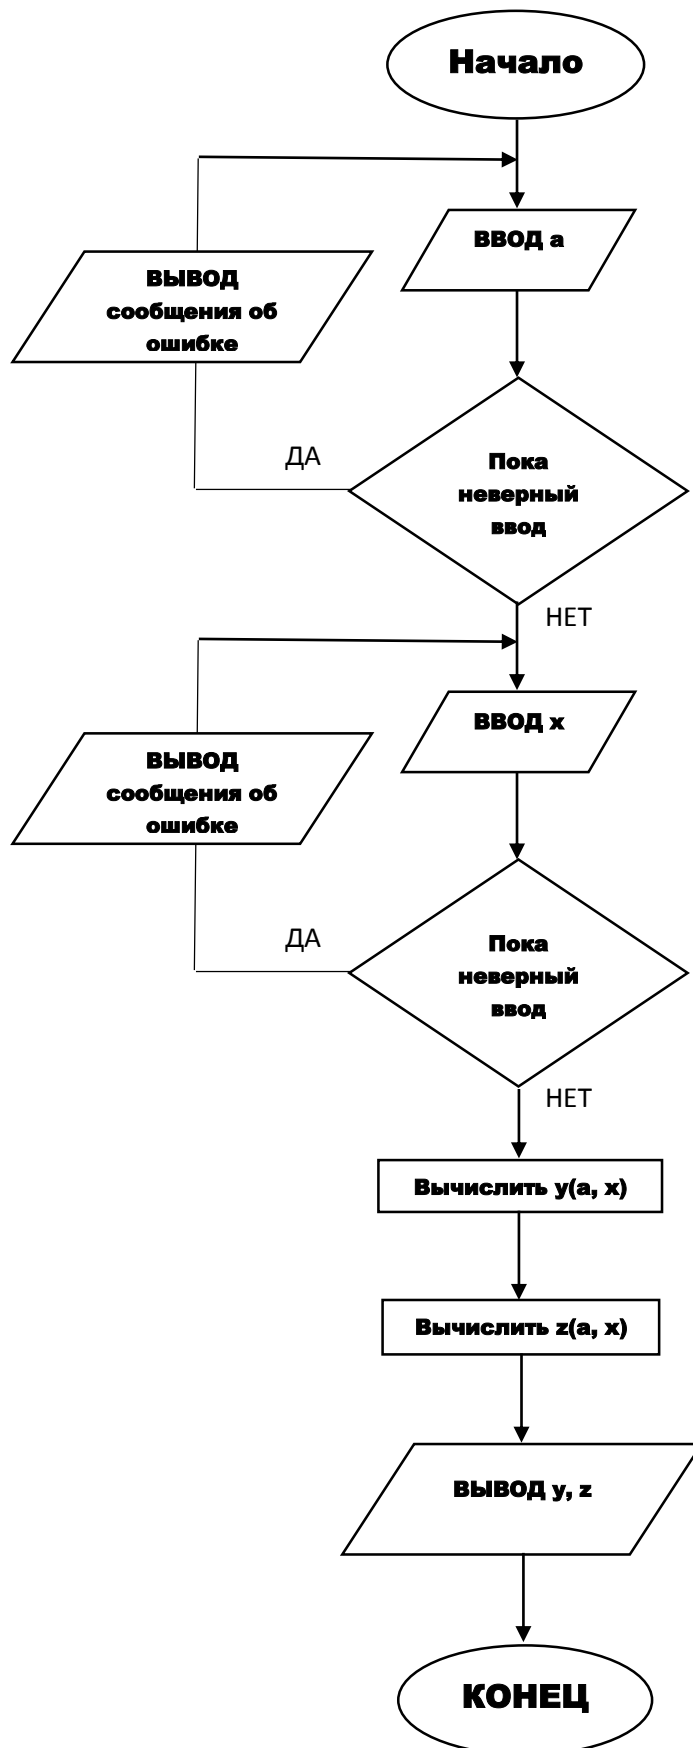 Начало
ВВОД a
ВЫВОД
сообщения об
ошибке
ДА
Пока
неверный
ввод
НЕТ
ВВОД x
ВЫВОД
сообщения об
ошибке
ДА
Пока
неверный
ввод
НЕТ
Вычислить y(a, x)
Вычислить z(a, x)
ВЫВОД y, z
КОНЕЦ